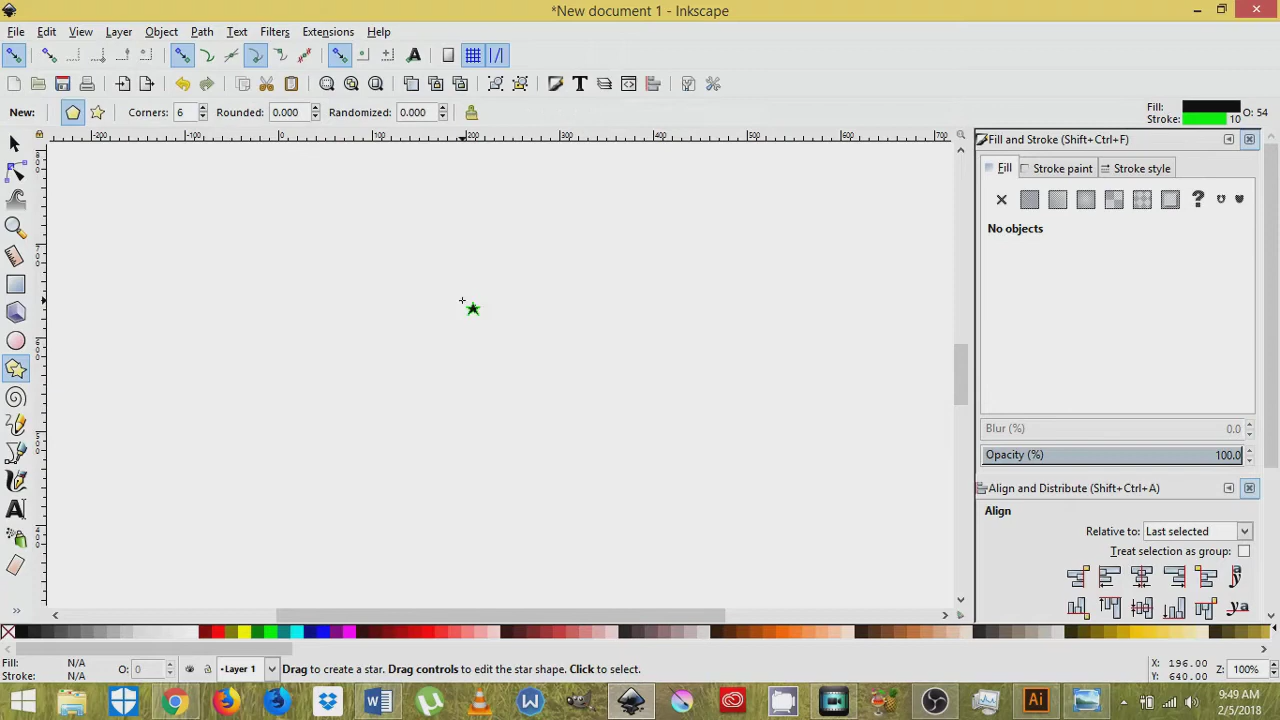 *New document 1 - Inkscape
File Edit View Layer Object Path Text Filters Extensions Help
New: Corners: 6 Rounded: 0.000 Randomized: 0.000
Fill:
Stroke: 10 O: 54
Fill and Stroke (Shift+Ctrl+F)
Fill Stroke paint Stroke style
No objects
Blur (%) 0.0
Opacity (%) 100.0
Align and Distribute (Shift+Ctrl+A)
Align
Relative to: Last selected
Treat selection as group:
Fill: N/A O: 0
Stroke: N/A
Layer 1
Drag to create a star. Drag controls to edit the star shape. Click to select.
X: 196.00
Y: 640.00
Z: 100%
9:49 AM
2/5/2018